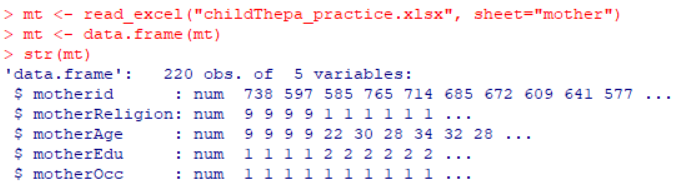 > mt <- read_excel("childThepa_practice.xlsx", sheet="mother")
> mt <- data.frame(mt)
> str(mt)
'data.frame':   220 obs. of  5 variables:
 $ motherid      : num  738 597 585 765 714 685 672 609 641 577 ...
 $ motherReligion: num  9 9 9 9 1 1 1 1 1 1 ...
 $ motherAge     : num  9 9 9 9 22 30 28 34 32 28 ...
 $ motherEdu     : num  1 1 1 1 2 2 2 2 2 2 ...
 $ motherOcc     : num  1 1 1 1 1 1 1 1 1 1 ...